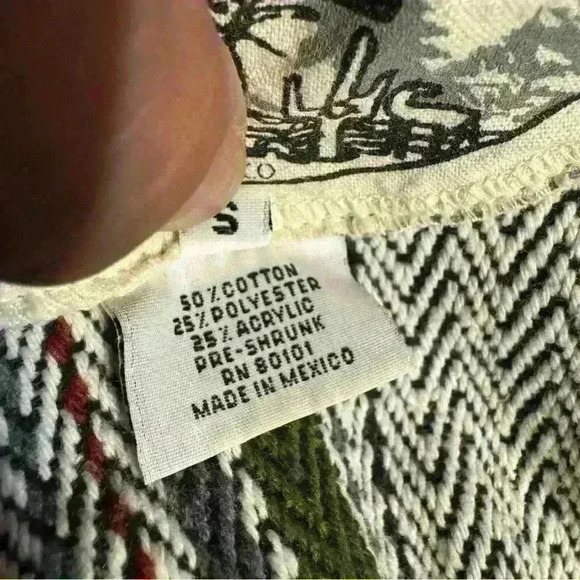 S
50% COTTON
25% POLYESTER
25% ACRYLIC
PRE-SHRUNK
RN 80101
MADE IN MEXICO